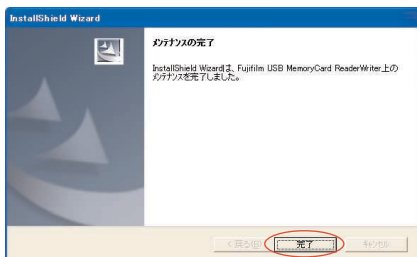 InstallShield Wizard
メンテナンスの完了
InstallShield Wizardは、Fujifilm USB MemoryCard ReaderWriter上の
メンテナンスを完了しました。
< 戻る(B)
完了
キャンセル